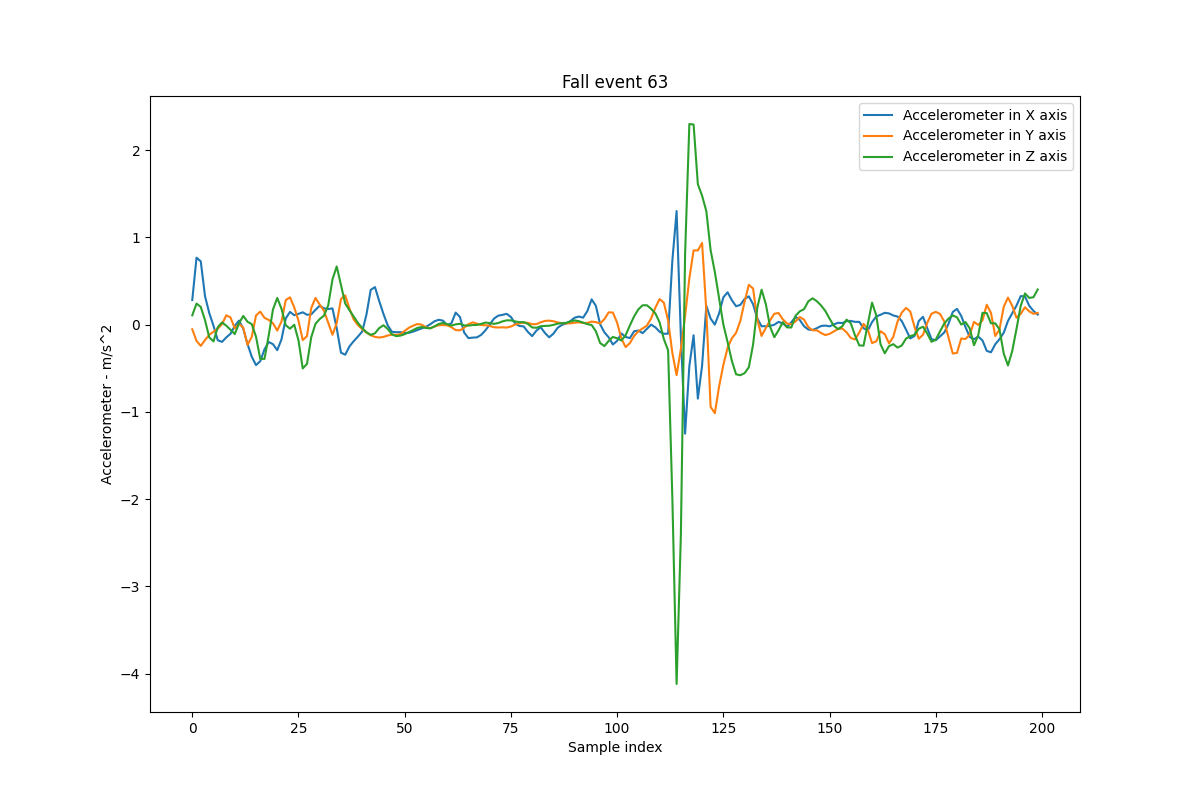 Fall event 63
Accelerometer in X axis
Accelerometer in Y axis
Accelerometer in Z axis
2
1
0
−1
−2
−3
−4
Accelerometer - m/s^2
0 25 50 75 100 125 150 175 200
Sample index